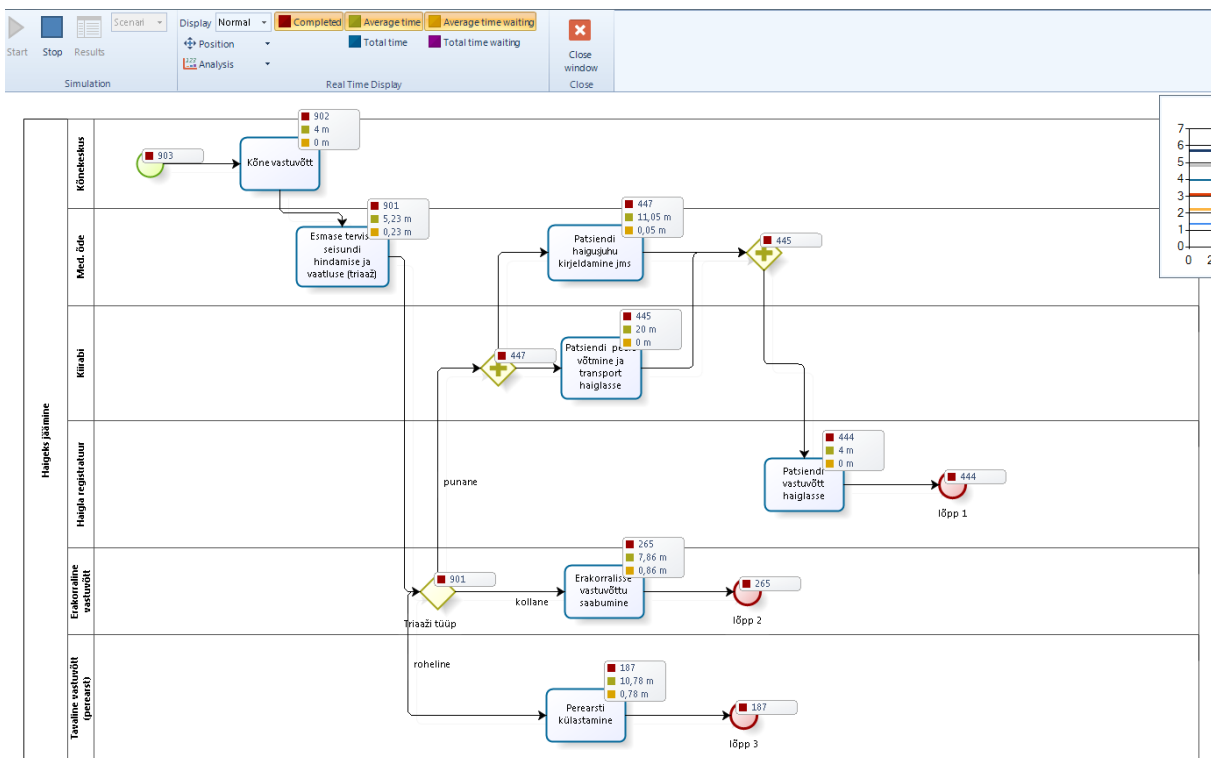 Start
Stop
Results
Scenari
Simulation
Display Normal
Position
Analysis
Completed
Average time
Average time waiting
Total time
Total time waiting
Real Time Display
Close
window
Close
7
6
5
4
3
2
1
0
0
2
Haigeks jäämine
Kõnekeskus
903
Kõne vastuvõtt
902
4 m
0 m
Med. õde
Esmase tervis
seisundi
hindamise ja
vaatluse (triaaž)
901
5,23 m
0,23 m
Patsiendi
haigusjuhu
kirjeldamine jms
447
11,05 m
0,05 m
445
Kiirabi
447
Patsiendi
võtmine ja
transport
haiglasse
445
20 m
0 m
Haigla registratuur
punane
Patsiendi
vastuvõtt
haiglasse
444
4 m
0 m
444
lõpp 1
Erakorraline
vastuvõtt
901
Triaaži tüüp
kollane
Erakorralisse
vastuvõttu
saabumine
265
7,86 m
0,86 m
265
lõpp 2
Tavaline vastuvõtt
(perearst)
roheline
Perearsti
külastamine
187
10,78 m
0,78 m
187
lõpp 3